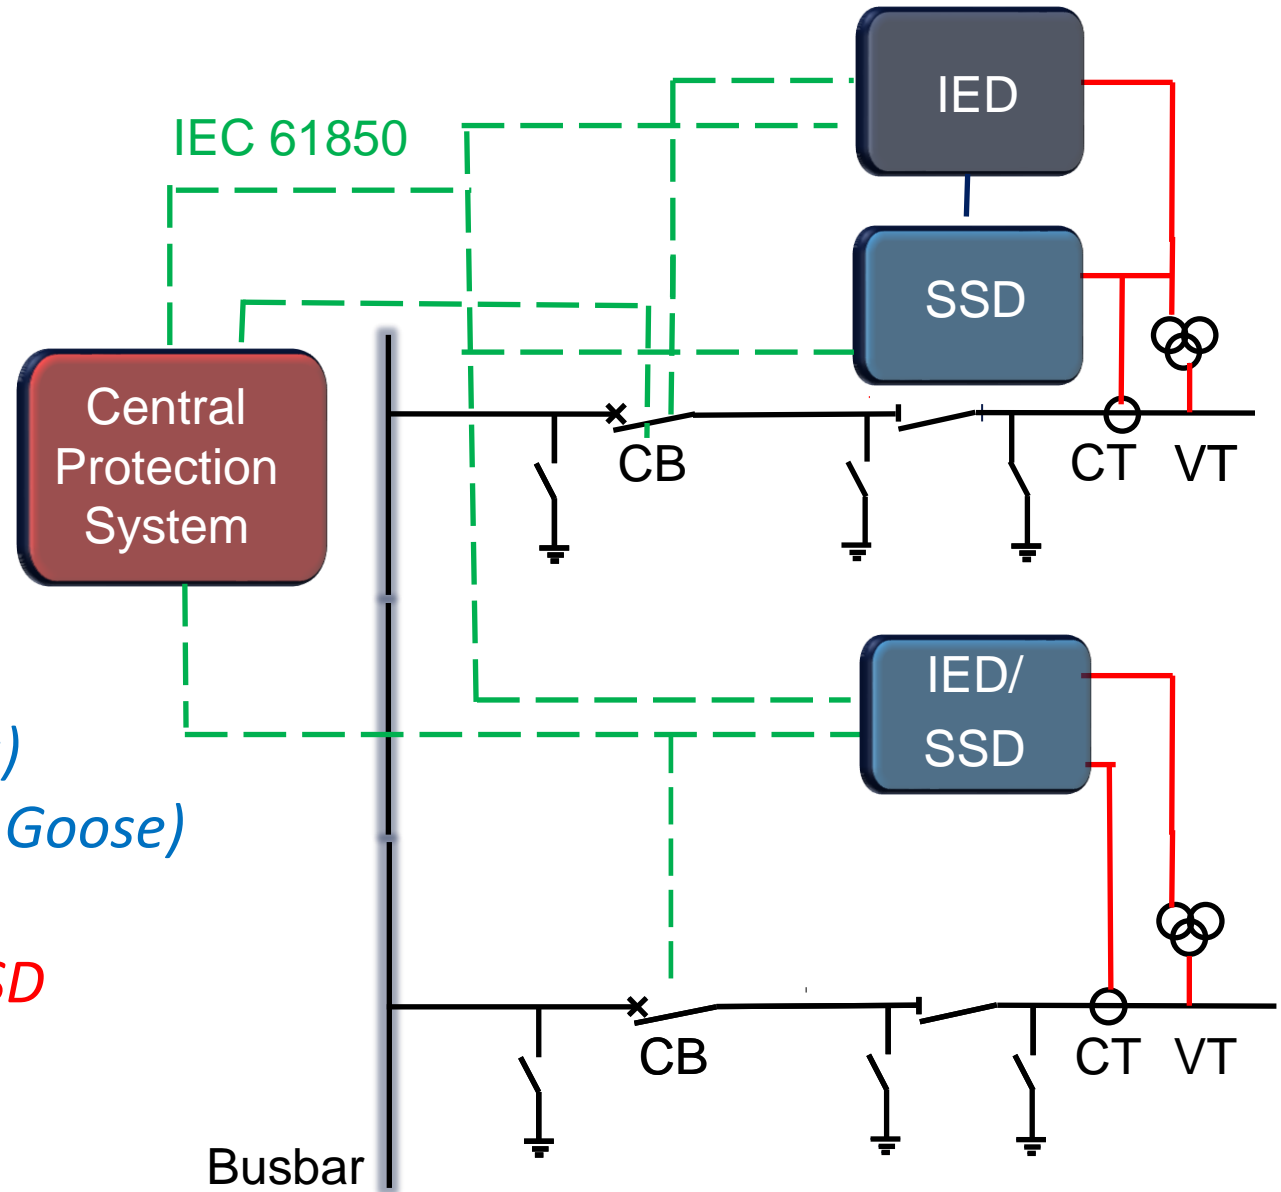 IED
IEC 61850
SSD
Central
Protection
System
CB
CT
VT
IED/
SSD
Goose)
CB
CT
VT
Busbar